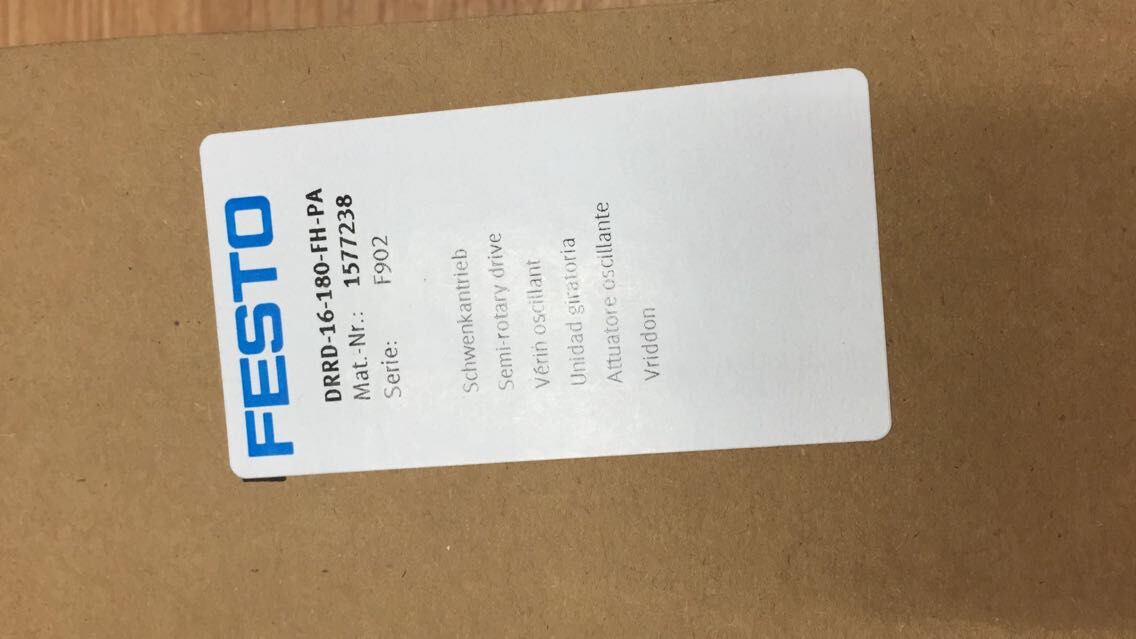 FESTO
DRRD-16-180-FH-PA
Mat.-Nr.: 1577238
Serie: F902
Schwenkantrieb
Semi-rotary drive
Vérin oscillant
Unidad giratoria
Attuatore oscillante
Vriddon